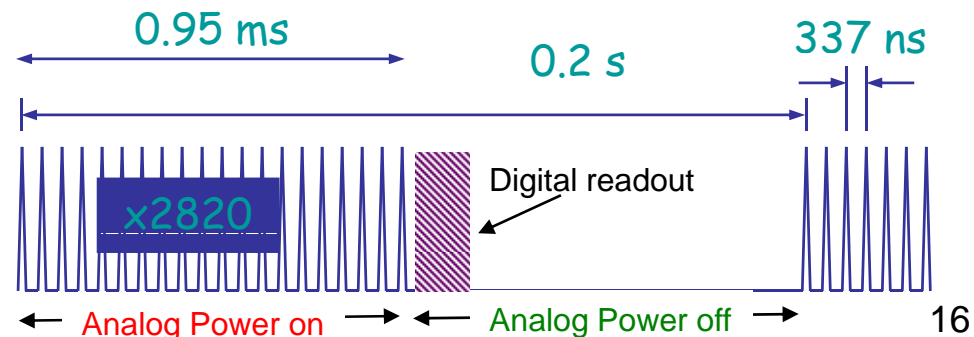 0.95 ms
0.2 s
337 ns
Digital readout
x2820
Analog Power on
Analog Power off
16